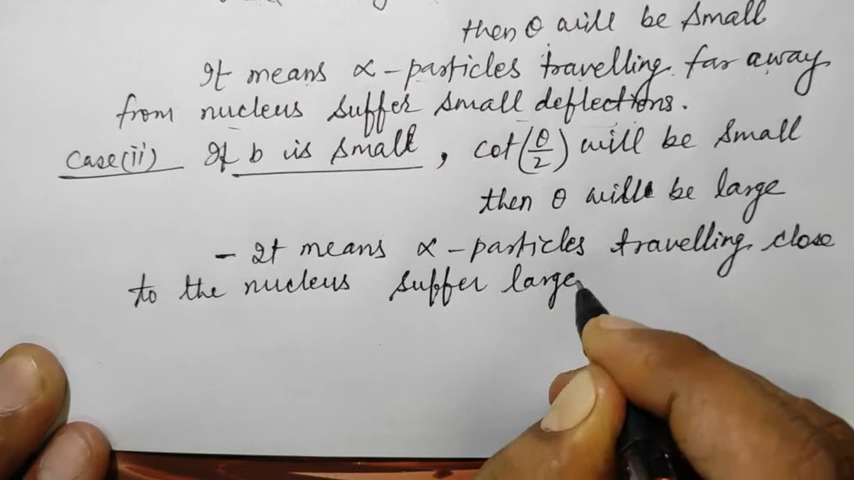 then θ will be small
It means α-particles travelling far away
from nucleus suffer small deflections.
Case(ii) If b is small, cot(θ/2) will be small
then θ will be large
- It means α-particles travelling close
to the nucleus suffer large